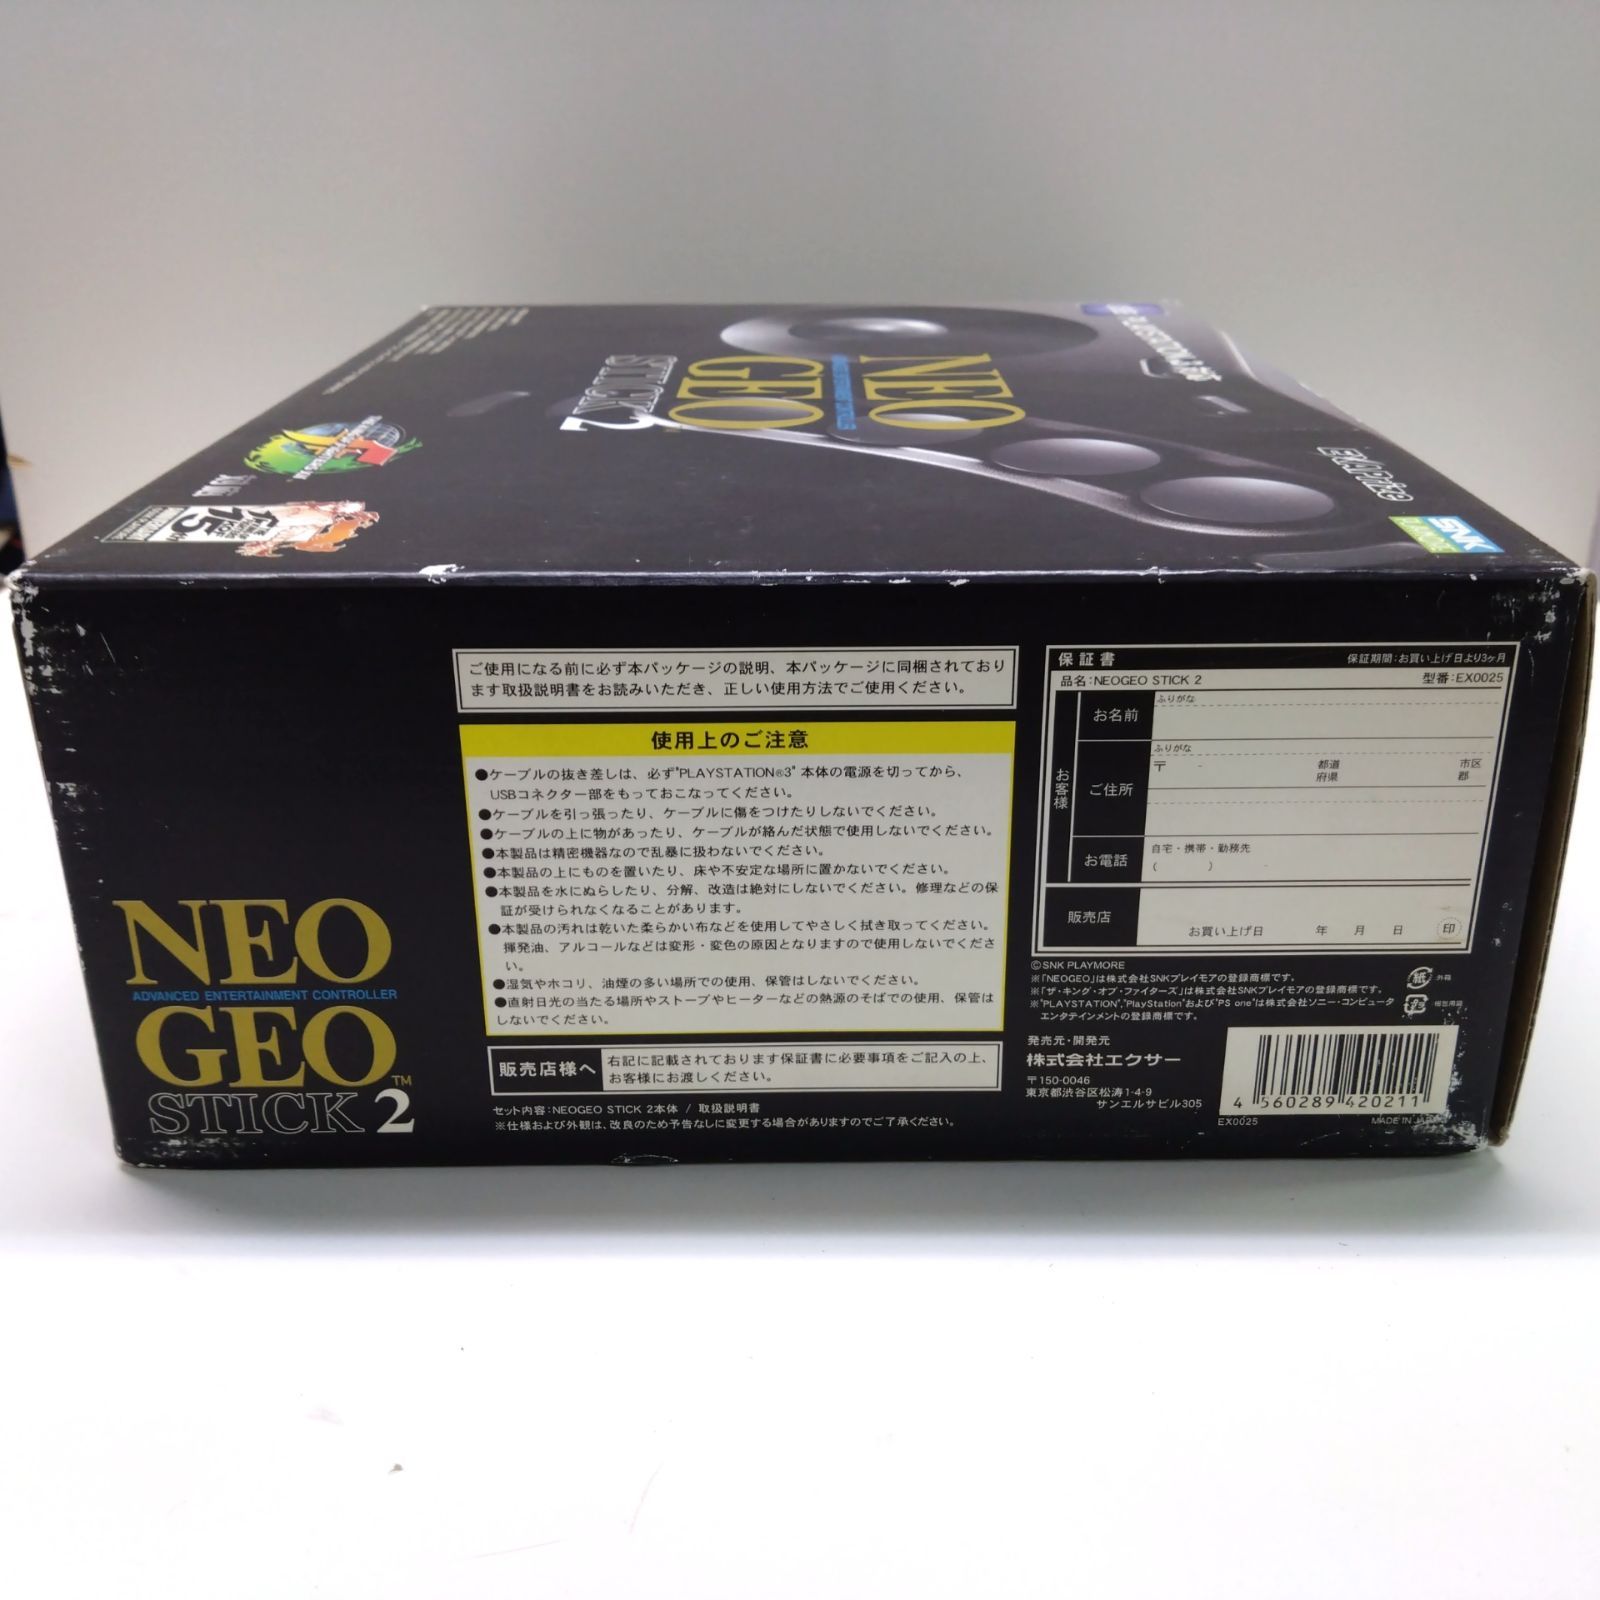 NEO
ADVANCED ENTERTAINMENT CONTROLLER
GEO
STICK 2
EXAPrize
SNK
PLAYMORE
ご使用になる前に必ず本パッケージの説明、本パッケージに同梱されており
ます取扱説明書をお読みいただき、正しい使用方法でご使用ください。
使用上のご注意
●ケーブルの抜き差しは、必ず"PLAYSTATION®3" 本体の電源を切ってから、
USBコネクター部をもっておこなってください。
●ケーブルを引っ張ったり、ケーブルに傷をつけたりしないでください。
●ケーブルの上に物があったり、ケーブルが絡んだ状態で使用しないでください。
●本製品は精密機器なので乱暴に扱わないでください。
●本製品の上にものを置いたり、床や不安定な場所に置かないでください。
●本製品を水にぬらしたり、分解、改造は絶対にしないでください。修理などの保
証が受けられなくなることがあります。
●本製品の汚れは乾いた柔らかい布などを使用してやさしく拭き取ってください。
揮発油、アルコールなどは変形・変色の原因となりますので使用しないでくださ
い。
●湿気やホコリ、油煙の多い場所での使用、保管はしないでください。
●直射日光の当たる場所やストーブやヒーターなどの熱源のそばでの使用、保管は
しないでください。
販売店様へ
右記に記載されております保証書に必要事項をご記入の上、
お客様にお渡しください。
セット内容:NEOGEO STICK 2本体 / 取扱説明書
※仕様および外観は、改良のため予告なしに変更する場合がありますのでご了承ください。
保証書
保証期間:お買い上げ日より3ヶ月
品名:NEOGEO STICK 2
型番:EX0025
お客様
お名前
ふりがな
ご住所
ふりがな
〒 -
都道
府県
市区
郡
お電話
自宅・携帯・勤務先
( ) -
販売店
お買い上げ日 年 月 日 印
©SNK PLAYMORE
※「NEOGEO」は株式会社SNKプレイモアの登録商標です。
※「ザ・キング・オブ・ファイターズ」は株式会社SNKプレイモアの登録商標です。
※"PLAYSTATION","PlayStation"および"PS one"は株式会社ソニー・コンピュータ
エンタテインメントの登録商標です。
紙 外箱
プラ
発売元・開発元
株式会社エクサー
〒150-0046
東京都渋谷区松濤1-4-9
サンエルサビル305
4 560289 420211
EX0025
NEO
ADVANCED ENTERTAINMENT CONTROLLER
GEO™
STICK 2